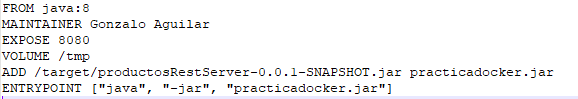 FROM java:8
MAINTAINER Gonzalo Aguilar
EXPOSE 8080
VOLUME /tmp
ADD /target/productosRestServer-0.0.1-SNAPSHOT.jar practicadocker.jar
ENTRYPOINT ["java", "-jar", "practicadocker.jar"]